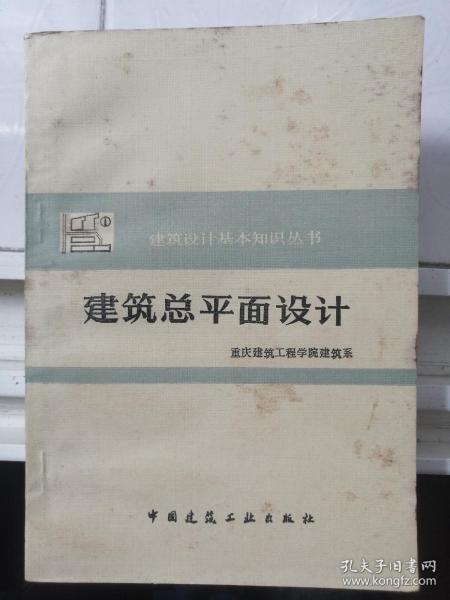 建筑设计基本知识丛书
建筑总平面设计
重庆建筑工程学院建筑系
中国建筑工业出版社
孔夫子旧书网
www.kongfz.com